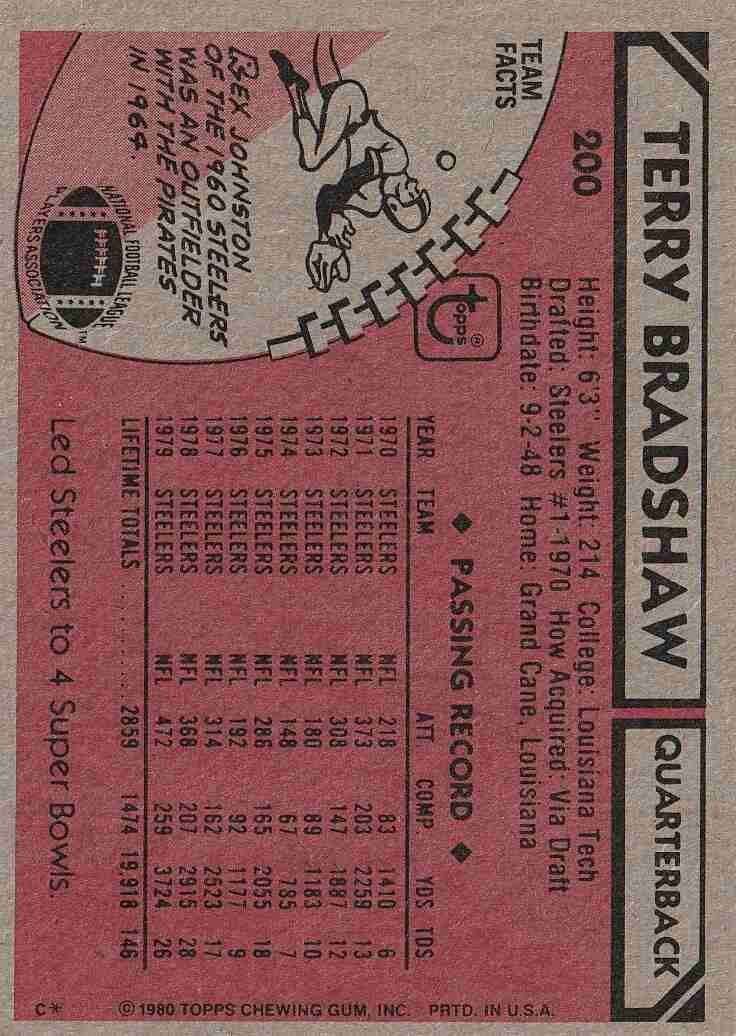 TERRY BRADSHAW
QUARTERBACK
200
Height: 6'3" Weight: 214 College: Louisiana Tech
Drafted: Steelers #1-1970 How Acquired: Via Draft
Birthdate: 9-2-48 Home: Grand Cane, Louisiana
TEAM
FACTS
REX JOHNSTON
OF THE 1960 STEELERS
WAS AN OUTFIELDER
WITH THE PIRATES
IN 1964.
topps®
NATIONAL FOOTBALL LEAGUE
PLAYERS ASSOCIATION™
◆ PASSING RECORD ◆
YEAR TEAM ATT. COMP. YDS TDS
1970 STEELERS NFL 218 83 1410 6
1971 STEELERS NFL 373 203 2259 13
1972 STEELERS NFL 308 147 1887 12
1973 STEELERS NFL 180 89 1183 10
1974 STEELERS NFL 148 67 785 7
1975 STEELERS NFL 286 165 2055 18
1976 STEELERS NFL 192 92 1177 9
1977 STEELERS NFL 314 162 2523 17
1978 STEELERS NFL 368 207 2915 28
1979 STEELERS NFL 472 259 3724 26
LIFETIME TOTALS . . . . . . . . . 2859 1474 19,918 146
Led Steelers to 4 Super Bowls.
C* © 1980 TOPPS CHEWING GUM, INC. PRTD. IN U.S.A.